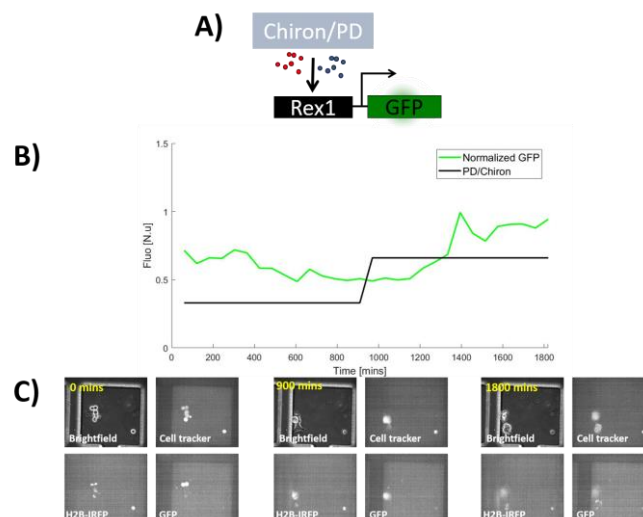 A)
Chiron/PD
Rex1
GFP
B)
1.5
1
0.5
0
Fluo [N.u]
Normalized GFP
PD/Chiron
0
200
400
600
800
1000
1200
1400
1600
1800
Time [mins]
C)
0 mins
Brightfield
Cell tracker
H2B-IRFP
GFP
900 mins
Brightfield
Cell tracker
H2B-IRFP
GFP
1800 mins
Brightfield
Cell tracker
H2B-IRFP
GFP